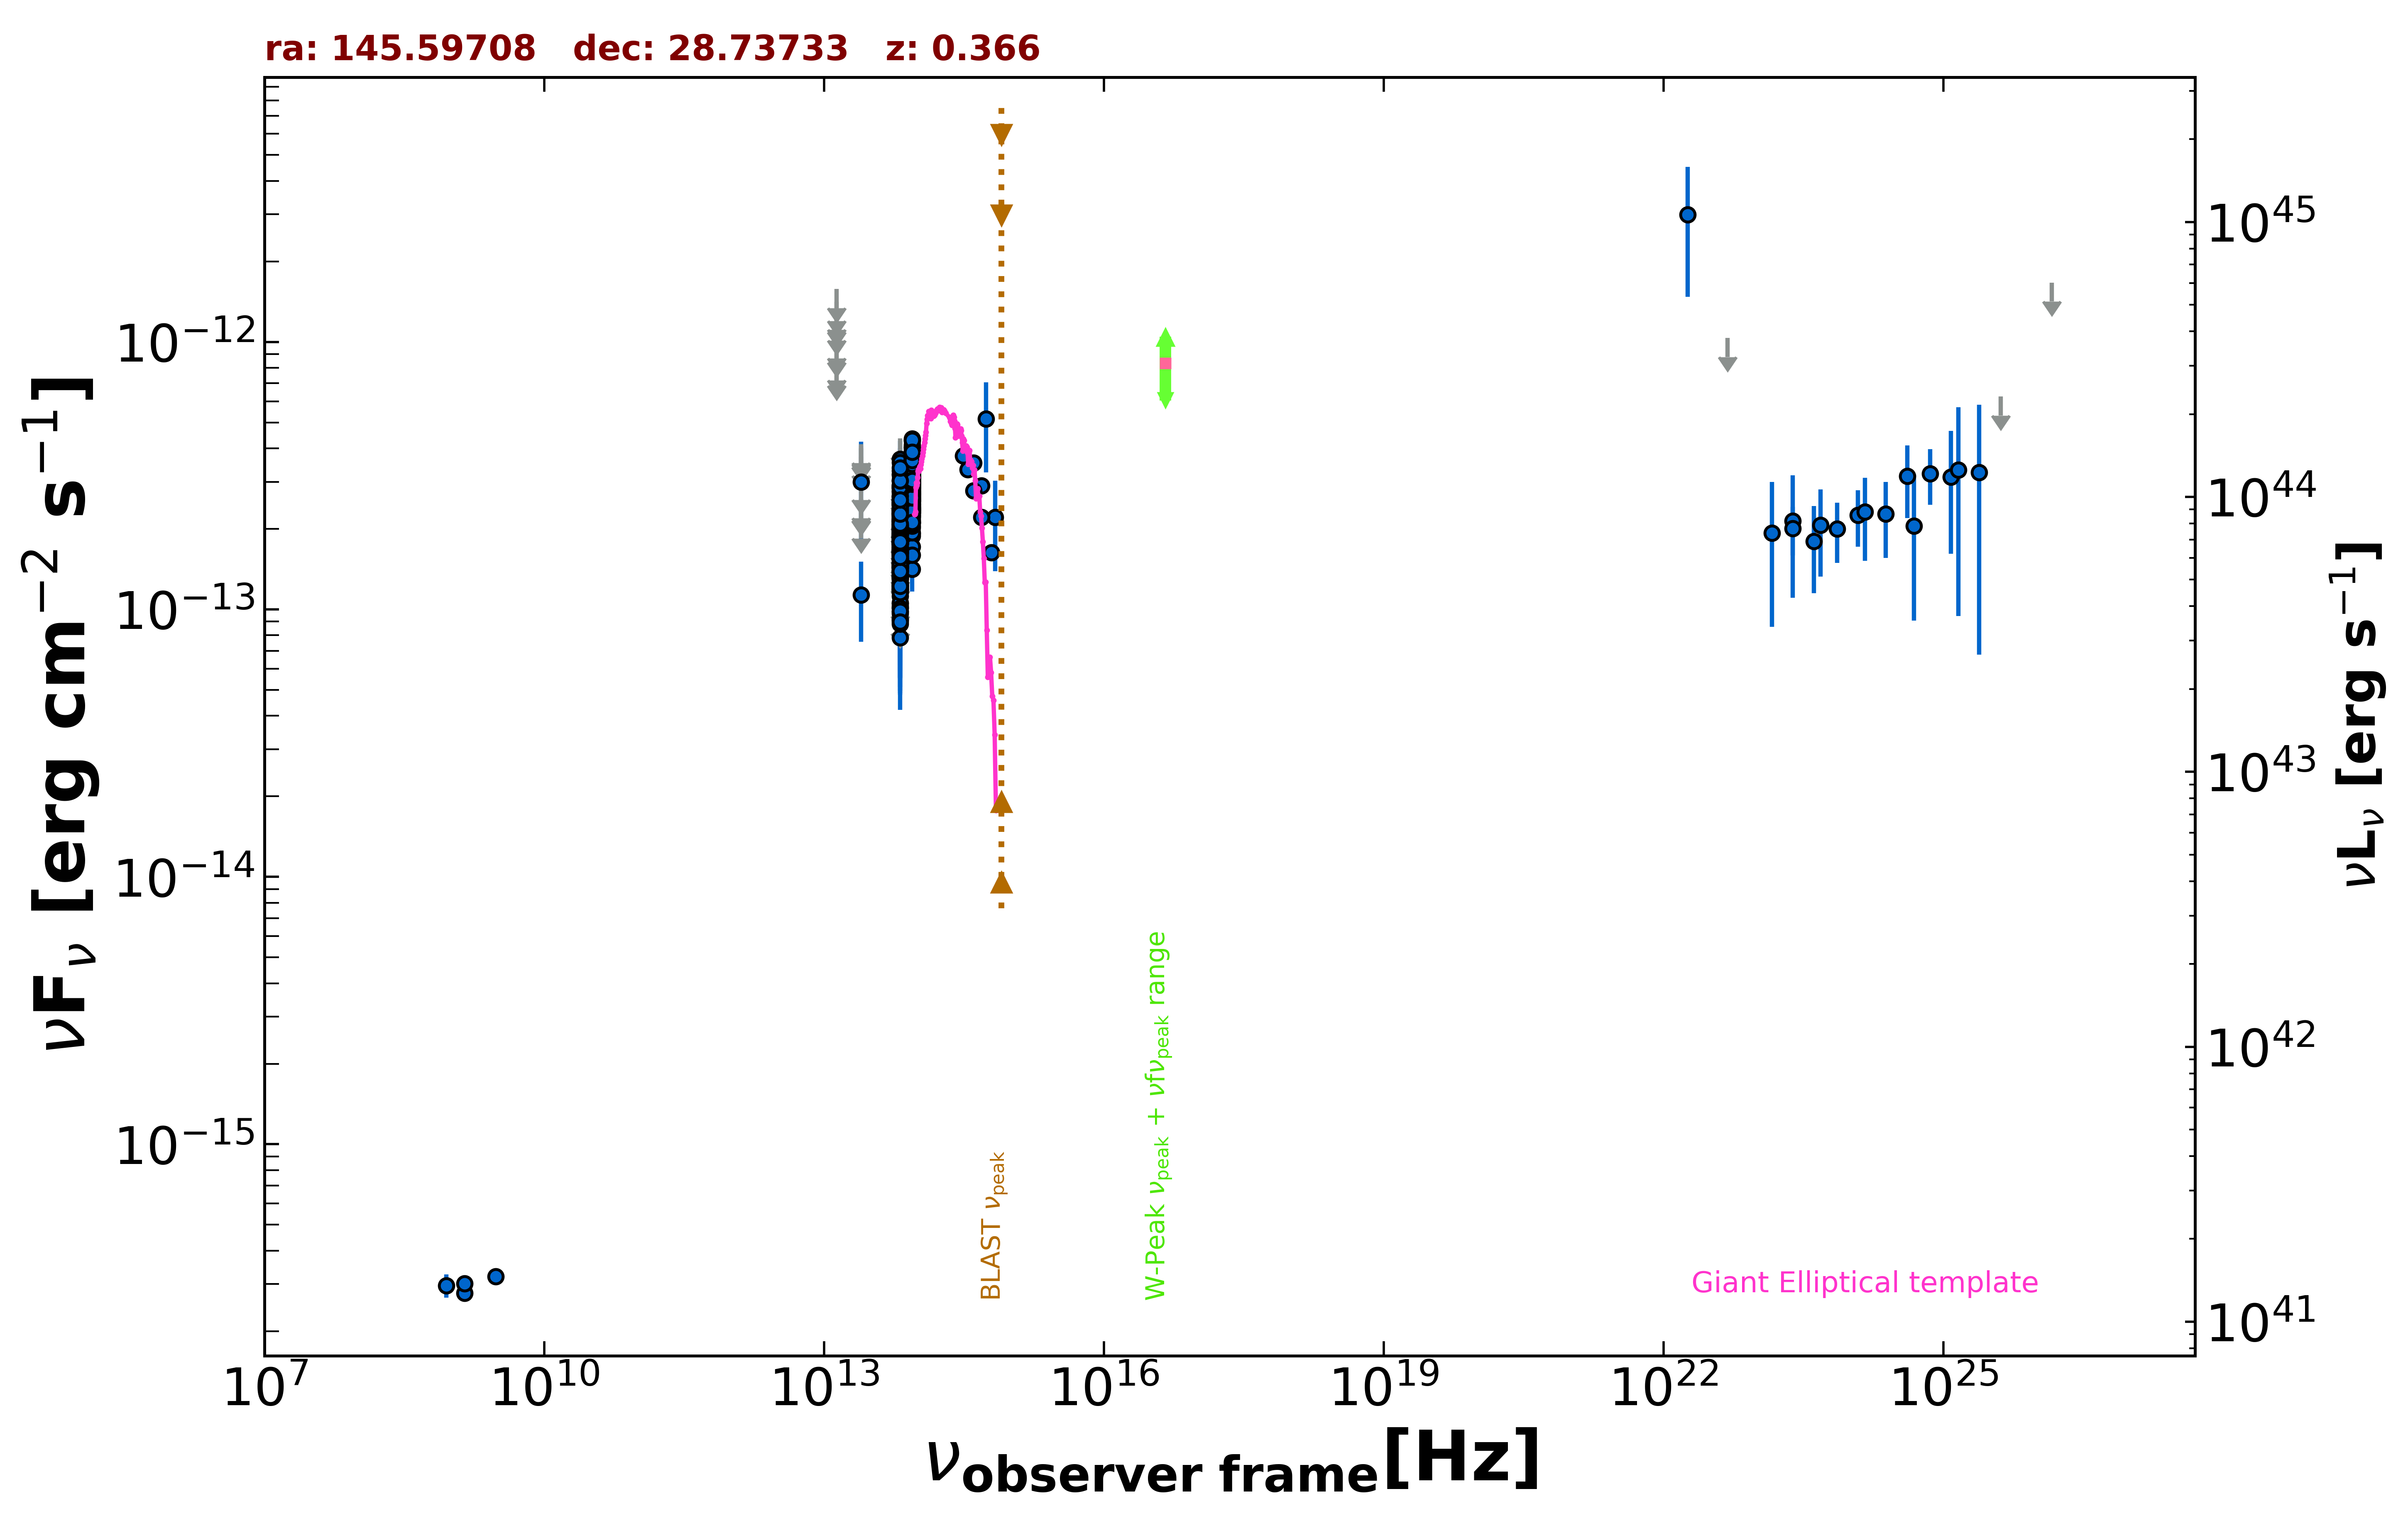 ra: 145.59708   dec: 28.73733   z: 0.366
νFν [erg cm−2 s−1]
10−12
10−13
10−14
10−15
1045
1044
1043
1042
1041
νLν [erg s−1]
BLAST νpeak
W-Peak νpeak + νfνpeak range
Giant Elliptical template
107
1010
1013
1016
1019
1022
1025
νobserver frame[Hz]